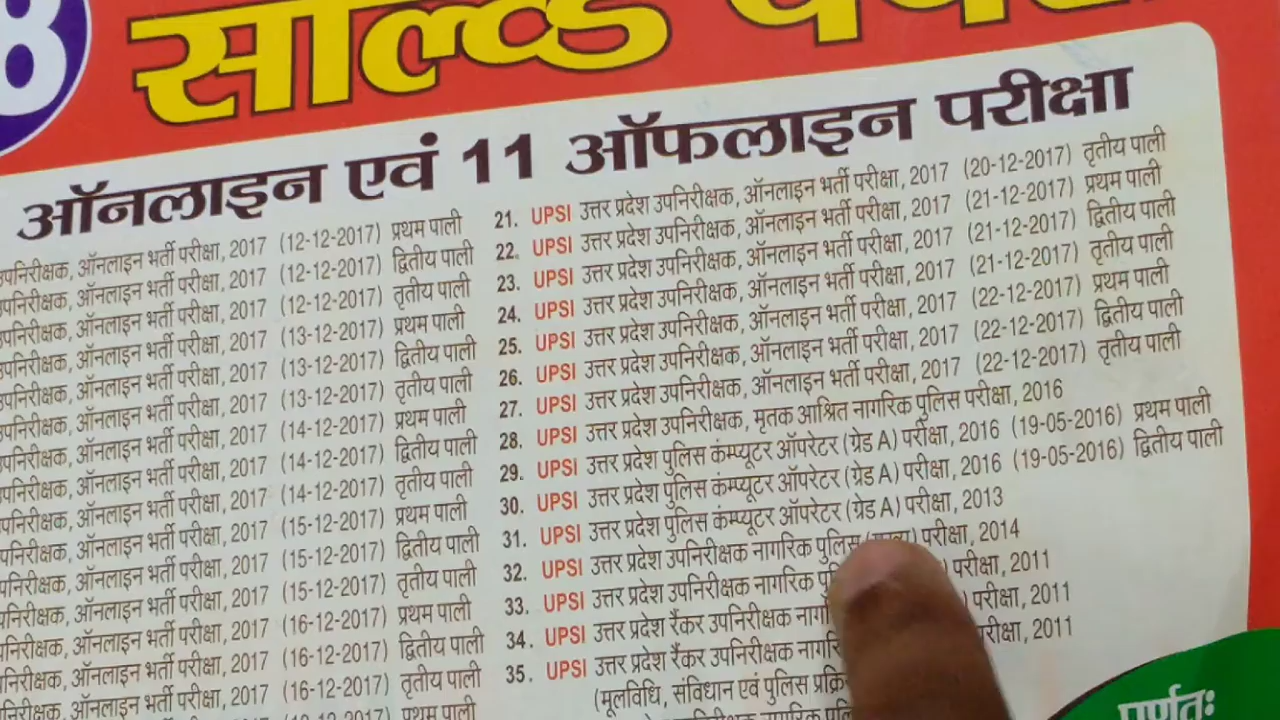 8
साल्व्ड
ऑनलाइन एवं 11 ऑफलाइन परीक्षा
उपनिरीक्षक, ऑनलाइन भर्ती परीक्षा, 2017 (12-12-2017) प्रथम पाली
उपनिरीक्षक, ऑनलाइन भर्ती परीक्षा, 2017 (12-12-2017) द्वितीय पाली
उपनिरीक्षक, ऑनलाइन भर्ती परीक्षा, 2017 (12-12-2017) तृतीय पाली
उपनिरीक्षक, ऑनलाइन भर्ती परीक्षा, 2017 (13-12-2017) प्रथम पाली
उपनिरीक्षक, ऑनलाइन भर्ती परीक्षा, 2017 (13-12-2017) द्वितीय पाली
उपनिरीक्षक, ऑनलाइन भर्ती परीक्षा, 2017 (13-12-2017) तृतीय पाली
उपनिरीक्षक, ऑनलाइन भर्ती परीक्षा, 2017 (14-12-2017) प्रथम पाली
उपनिरीक्षक, ऑनलाइन भर्ती परीक्षा, 2017 (14-12-2017) द्वितीय पाली
उपनिरीक्षक, ऑनलाइन भर्ती परीक्षा, 2017 (14-12-2017) तृतीय पाली
उपनिरीक्षक, ऑनलाइन भर्ती परीक्षा, 2017 (15-12-2017) प्रथम पाली
उपनिरीक्षक, ऑनलाइन भर्ती परीक्षा, 2017 (15-12-2017) द्वितीय पाली
उपनिरीक्षक, ऑनलाइन भर्ती परीक्षा, 2017 (15-12-2017) तृतीय पाली
उपनिरीक्षक, ऑनलाइन भर्ती परीक्षा, 2017 (16-12-2017) प्रथम पाली
उपनिरीक्षक, ऑनलाइन भर्ती परीक्षा, 2017 (16-12-2017) द्वितीय पाली
उपनिरीक्षक, ऑनलाइन भर्ती परीक्षा, 2017 (16-12-2017) तृतीय पाली
प्रथम पाली
21. UPSI उत्तर प्रदेश उपनिरीक्षक, ऑनलाइन भर्ती परीक्षा, 2017 (20-12-2017) तृतीय पाली
22. UPSI उत्तर प्रदेश उपनिरीक्षक, ऑनलाइन भर्ती परीक्षा, 2017 (21-12-2017) प्रथम पाली
23. UPSI उत्तर प्रदेश उपनिरीक्षक, ऑनलाइन भर्ती परीक्षा, 2017 (21-12-2017) द्वितीय पाली
24. UPSI उत्तर प्रदेश उपनिरीक्षक, ऑनलाइन भर्ती परीक्षा, 2017 (21-12-2017) तृतीय पाली
25. UPSI उत्तर प्रदेश उपनिरीक्षक, ऑनलाइन भर्ती परीक्षा, 2017 (22-12-2017) प्रथम पाली
26. UPSI उत्तर प्रदेश उपनिरीक्षक, ऑनलाइन भर्ती परीक्षा, 2017 (22-12-2017) द्वितीय पाली
27. UPSI उत्तर प्रदेश उपनिरीक्षक, ऑनलाइन भर्ती परीक्षा, 2017 (22-12-2017) तृतीय पाली
28. UPSI उत्तर प्रदेश उपनिरीक्षक, मृतक आश्रित नागरिक पुलिस परीक्षा, 2016
29. UPSI उत्तर प्रदेश पुलिस कंम्प्यूटर ऑपरेटर (ग्रेड A) परीक्षा, 2016 (19-05-2016) प्रथम पाली
30. UPSI उत्तर प्रदेश पुलिस कंम्प्यूटर ऑपरेटर (ग्रेड A) परीक्षा, 2016 (19-05-2016) द्वितीय पाली
31. UPSI उत्तर प्रदेश पुलिस कंम्प्यूटर ऑपरेटर (ग्रेड A) परीक्षा, 2013
32. UPSI उत्तर प्रदेश उपनिरीक्षक नागरिक पुलिस परीक्षा, 2014
33. UPSI उत्तर प्रदेश उपनिरीक्षक नागरिक परीक्षा, 2011
34. UPSI उत्तर प्रदेश रैंकर उपनिरीक्षक परीक्षा, 2011
35. UPSI उत्तर प्रदेश रैंकर उपनिरीक्षक परीक्षा, 2011
(मूलविधि, संविधान एवं पुलिस
पूर्णतः